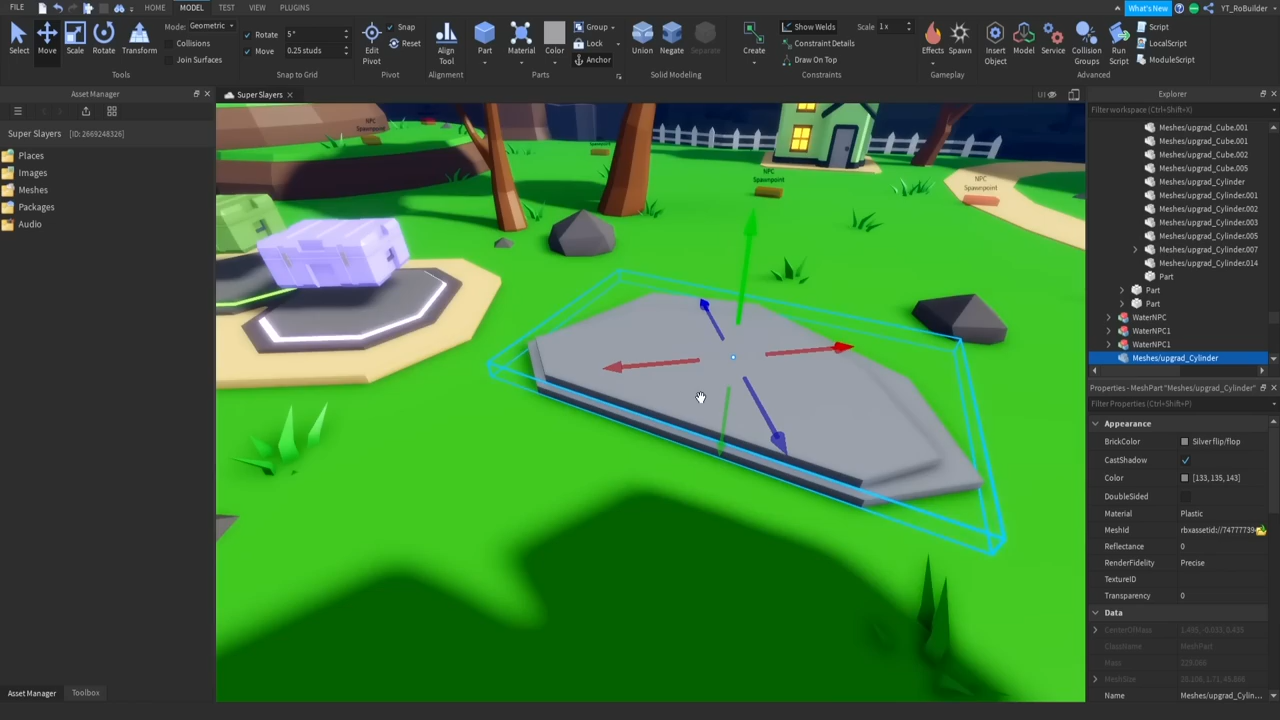 FILE HOME MODEL TEST VIEW PLUGINS What's New YT_RoBuilder
Select Move Scale Rotate Transform
Mode: Geometric
Collisions
Join Surfaces
Tools
Rotate 5°
Move 0.25 studs
Snap to Grid
Edit Pivot
Snap
Reset
Pivot
Align Tool
Alignment
Part Material Color
Group
Lock
Anchor
Parts
Union Negate Separate
Solid Modeling
Create
Show Welds Scale 1x
Constraint Details
Draw On Top
Constraints
Effects Spawn
Gameplay
Insert Object Model Service Collision Groups Run Script
Script
LocalScript
ModuleScript
Advanced
Asset Manager
Super Slayers [ID: 2669248326]
Places
Images
Meshes
Packages
Audio
Asset Manager Toolbox
Super Slayers
UI
NPC
Spawnpoint
Spawnpoint
NPC
Spawnpoint
NPC
Spawnpoint
Explorer
Filter workspace (Ctrl+Shift+X)
Meshes/upgrad_Cube.001
Meshes/upgrad_Cube.001
Meshes/upgrad_Cube.002
Meshes/upgrad_Cube.005
Meshes/upgrad_Cylinder
Meshes/upgrad_Cylinder.001
Meshes/upgrad_Cylinder.002
Meshes/upgrad_Cylinder.003
Meshes/upgrad_Cylinder.005
Meshes/upgrad_Cylinder.007
Meshes/upgrad_Cylinder.014
Part
Part
Part
WaterNPC
WaterNPC1
WaterNPC1
Meshes/upgrad_Cylinder
Properties - MeshPart "Meshes/upgrad_Cylinder"
Filter Properties (Ctrl+Shift+P)
Appearance
BrickColor Silver flip/flop
CastShadow
Color [133, 135, 143]
DoubleSided
Material Plastic
MeshId
Reflectance 0
RenderFidelity Precise
TextureID
Transparency 0
Data
CenterOfMass
ClassName MeshPart
Mass
MeshSize
Name Meshes/upgrad_Cylin...